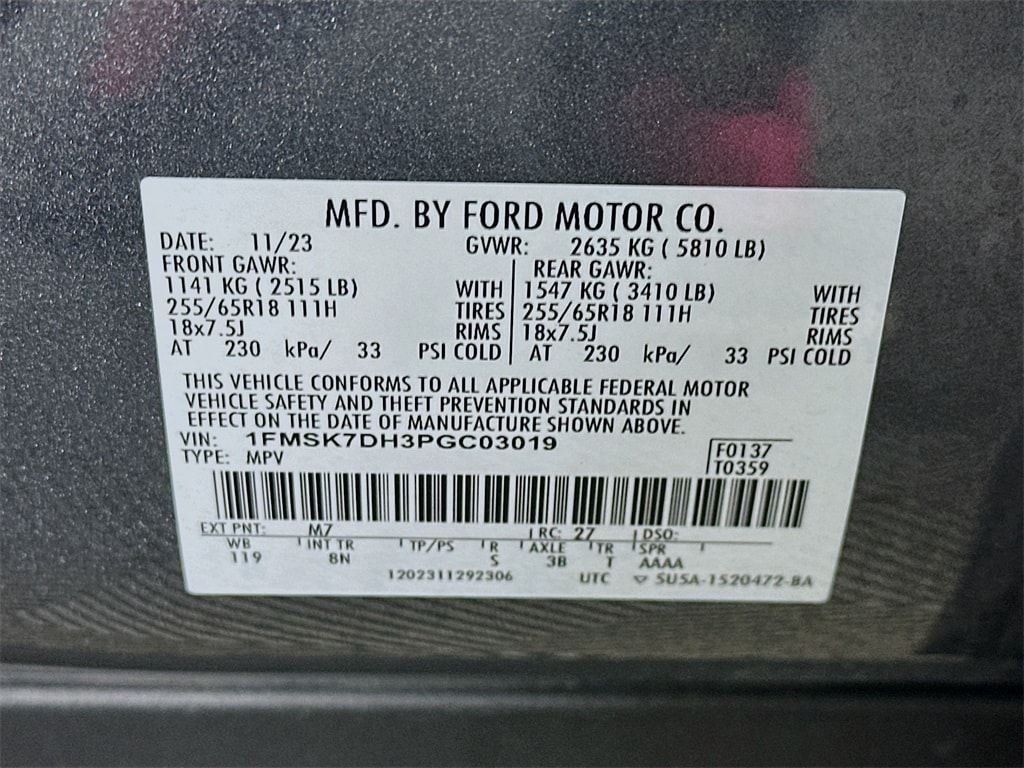 MFD. BY FORD MOTOR CO.
DATE: 11/23 GVWR: 2635 KG ( 5810 LB)
FRONT GAWR: REAR GAWR:
1141 KG ( 2515 LB) WITH 1547 KG ( 3410 LB) WITH
255/65R18 111H TIRES 255/65R18 111H TIRES
18x7.5J RIMS 18x7.5J RIMS
AT 230 kPa/ 33 PSI COLD AT 230 kPa/ 33 PSI COLD
THIS VEHICLE CONFORMS TO ALL APPLICABLE FEDERAL MOTOR
VEHICLE SAFETY AND THEFT PREVENTION STANDARDS IN
EFFECT ON THE DATE OF MANUFACTURE SHOWN ABOVE.
VIN: 1FMSK7DH3PGC03019 F0137
TYPE: MPV T0359
EXT PNT: M7 RC: 27 DSO:
WB INT TR TP/PS R AXLE TR SPR
119 8N S 3B T AAAA
1202311292306 UTC ▽ 5U5A-1520472-BA